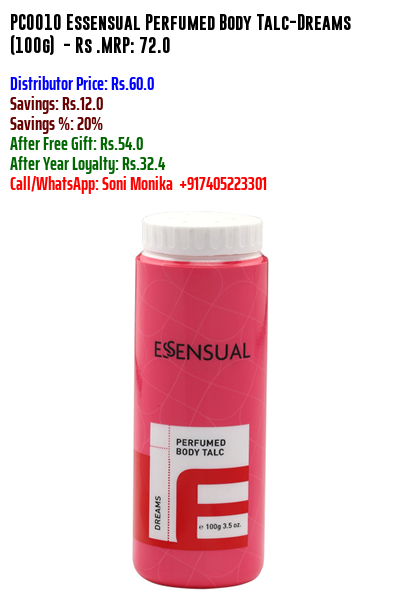 PC0010 Essensual Perfumed Body Talc-Dreams
(100g) - Rs .MRP: 72.0
Distributor Price: Rs.60.0
Savings: Rs.12.0
Savings %: 20%
After Free Gift: Rs.54.0
After Year Loyalty: Rs.32.4
Call/WhatsApp: Soni Monika +917405223301
ESSENSUAL
PERFUMED
BODY TALC
DREAMS
e 100g 3.5 oz.